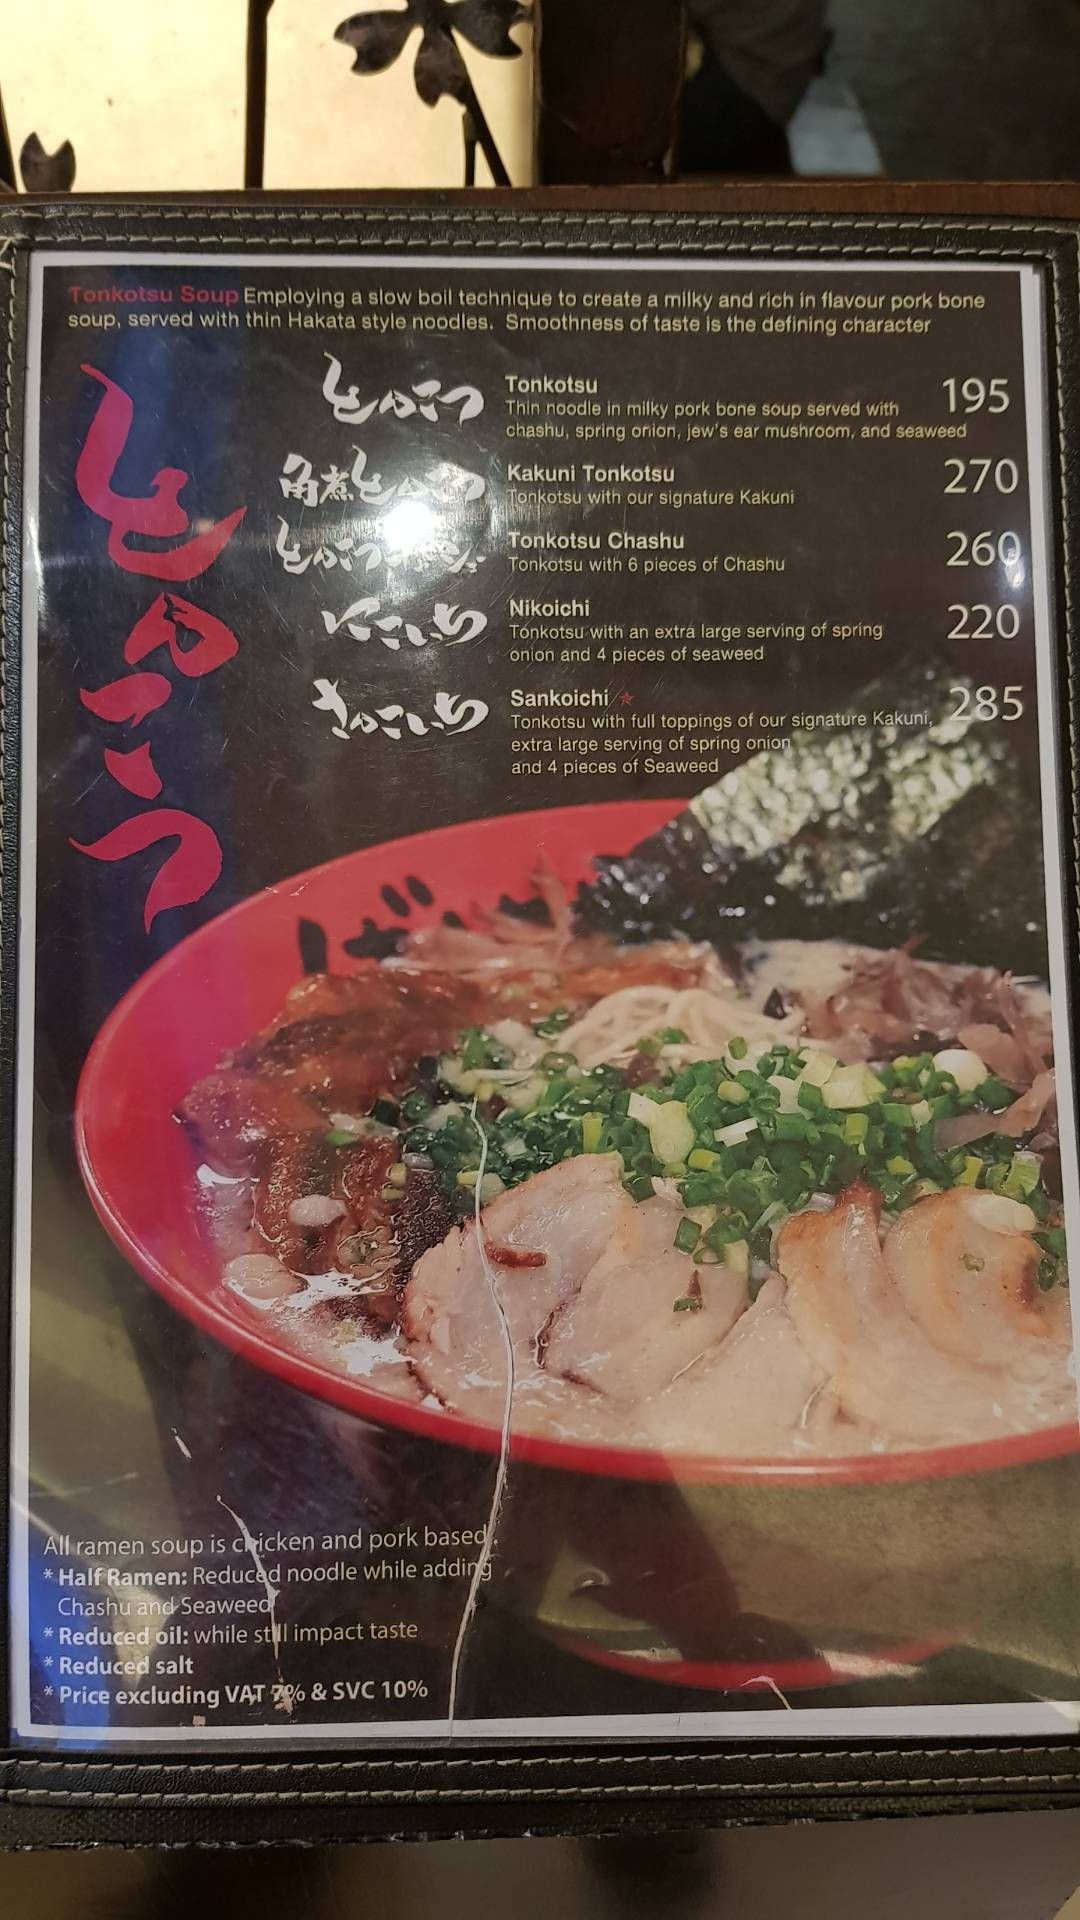 Tonkotsu Soup Employing a slow boil technique to create a milky and rich in flavour pork bone
soup, served with thin Hakata style noodles. Smoothness of taste is the defining character
とんこつ
とんこつ
Tonkotsu
195
Thin noodle in milky pork bone soup served with
chashu, spring onion, jew's ear mushroom, and seaweed
角煮とんこつ
Kakuni Tonkotsu
270
Tonkotsu with our signature Kakuni
とんこつ
Tonkotsu Chashu
260
Tonkotsu with 6 pieces of Chashu
にこいち
Nikoichi
220
Tonkotsu with an extra large serving of spring
onion and 4 pieces of seaweed
さんこいち
Sankoichi
285
Tonkotsu with full toppings of our signature Kakuni,
extra large serving of spring onion
and 4 pieces of Seaweed
All ramen soup is chicken and pork based.
* Half Ramen: Reduced noodle while adding
Chashu and Seaweed
* Reduced oil: while still impact taste
* Reduced salt
* Price excluding VAT 7% & SVC 10%